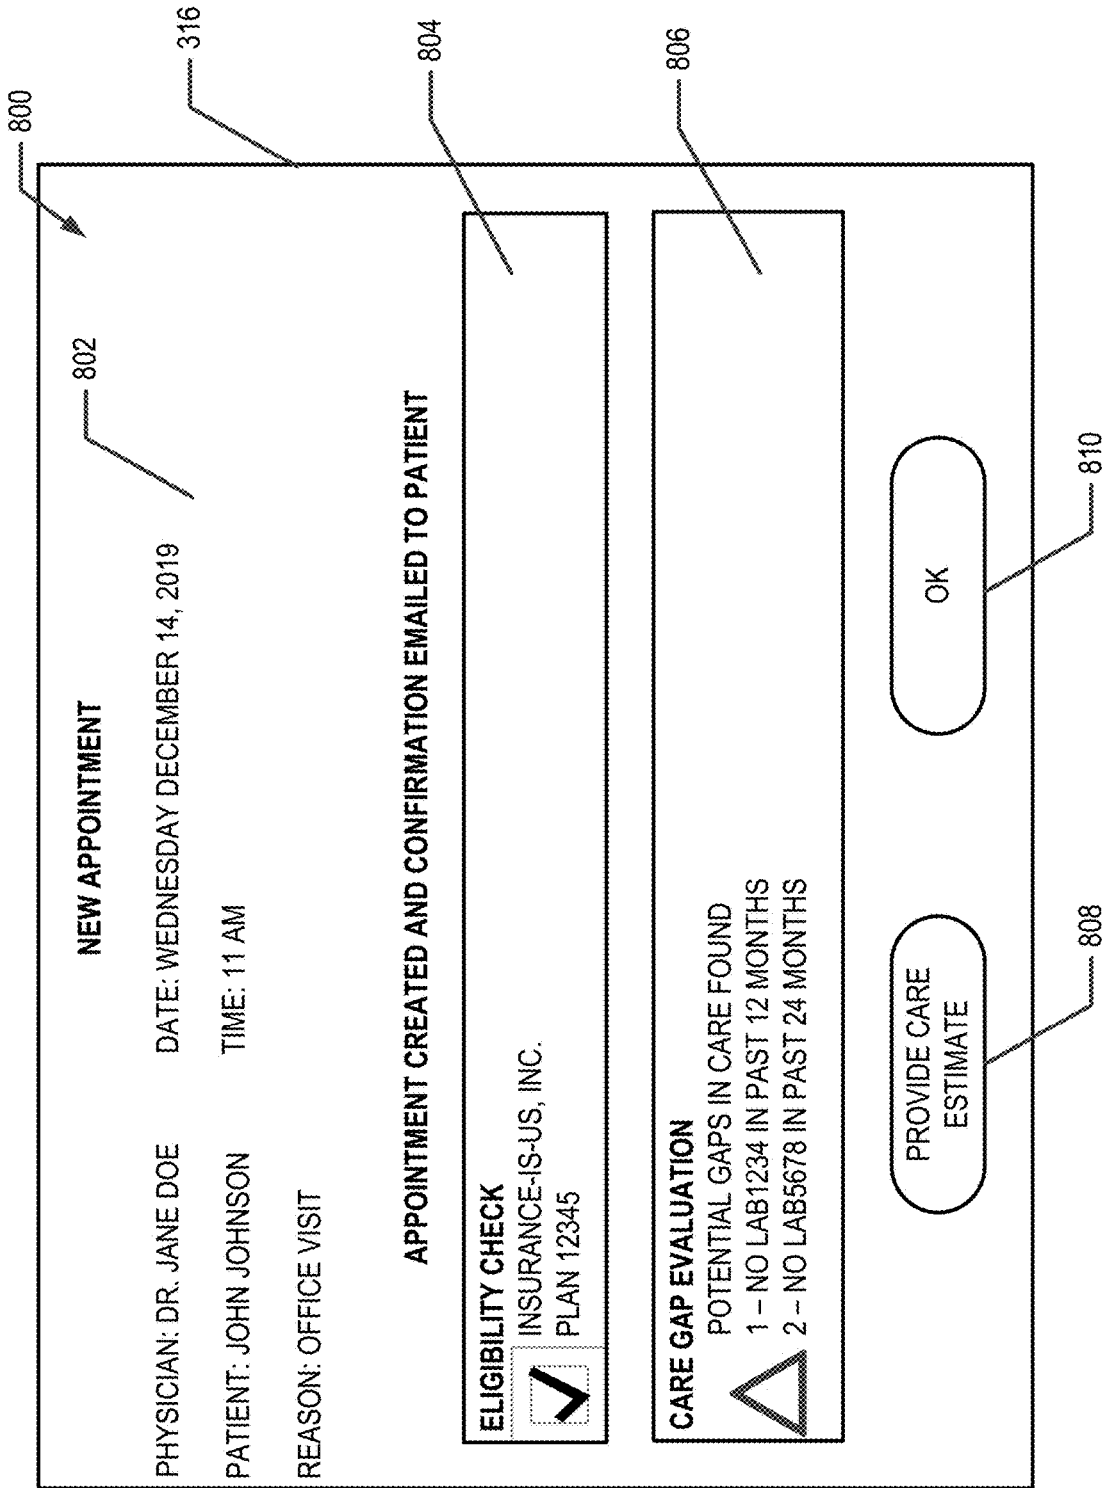 800
316
NEW APPOINTMENT
802
PHYSICIAN: DR. JANE DOE DATE: WEDNESDAY DECEMBER 14, 2019
PATIENT: JOHN JOHNSON TIME: 11 AM
REASON: OFFICE VISIT
APPOINTMENT CREATED AND CONFIRMATION EMAILED TO PATIENT
804
ELIGIBILITY CHECK
INSURANCE-IS-US, INC.
PLAN 12345
806
CARE GAP EVALUATION
POTENTIAL GAPS IN CARE FOUND
1 – NO LAB1234 IN PAST 12 MONTHS
2 – NO LAB5678 IN PAST 24 MONTHS
PROVIDE CARE
ESTIMATE
OK
808
810